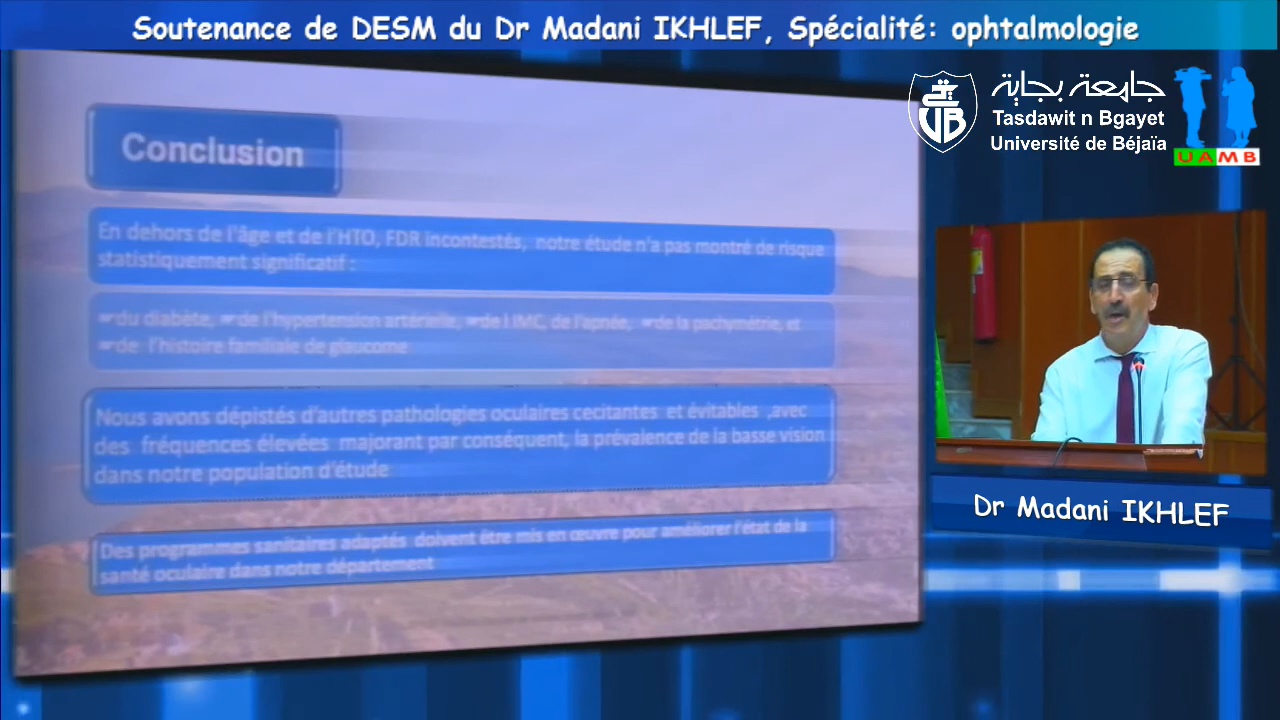 Soutenance de DESM du Dr Madani IKHLEF, Spécialité: ophtalmologie
جامعة بجاية
Tasdawit n Bgayet
Université de Béjaïa
UB
UAMB
Conclusion
En dehors de l'âge et de l'HTO, FDR incontestés, notre étude n'a pas montré de risque
statistiquement significatif :
du diabète, de l'hypertension artérielle, de l IMC, de l'apnée, de la pachymétrie, et
de l'histoire familiale de glaucome
Nous avons dépistés d'autres pathologies oculaires cecitantes et évitables ,avec
des fréquences élevées majorant par conséquent, la prévalence de la basse vision
dans notre population d'étude
Des programmes sanitaires adaptés doivent être mis en œuvre pour améliorer l'état de la
santé oculaire dans notre département
Dr Madani IKHLEF